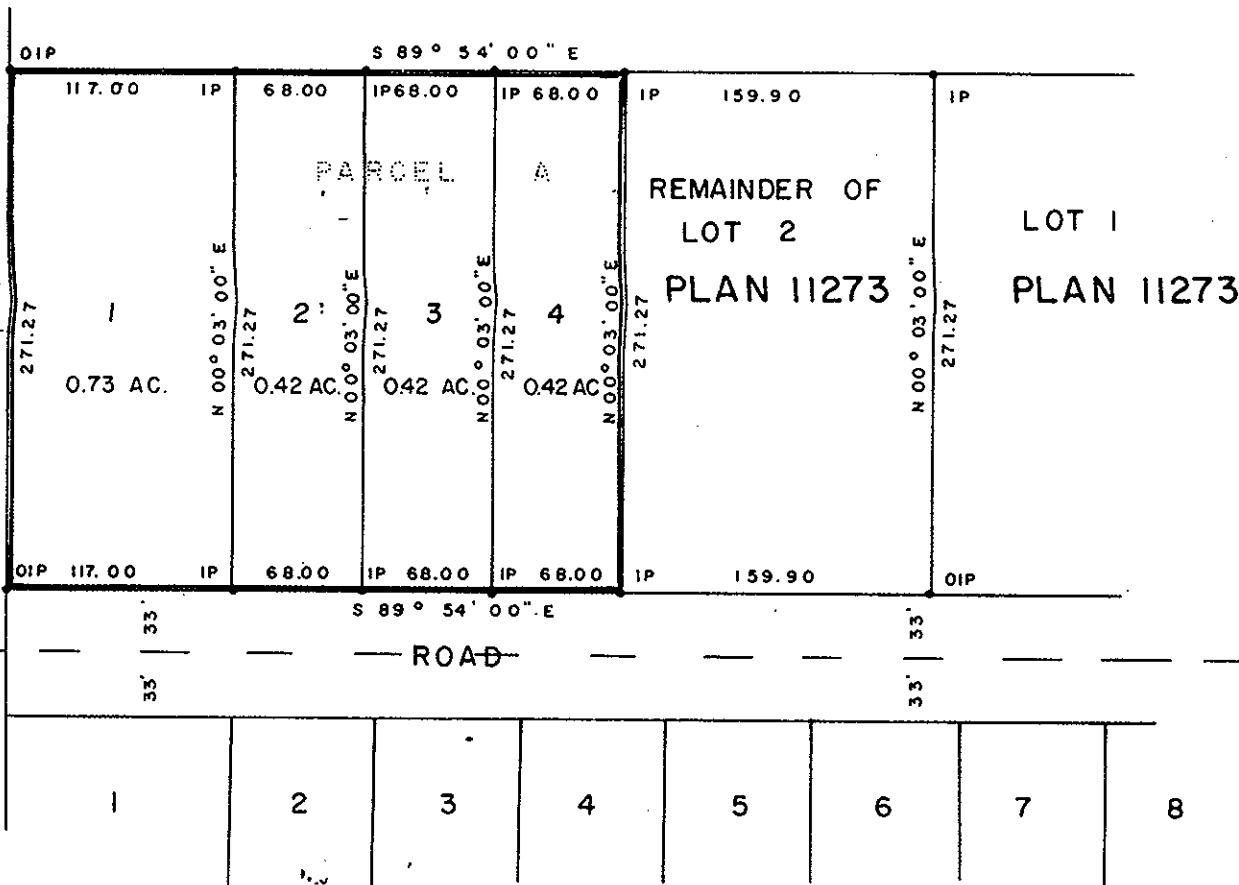 OIP
S 89° 54' 00" E
117.00 IP 68.00 IP 68.00 IP 68.00 IP 159.90 IP
PARCEL A
REMAINDER OF
LOT 2
PLAN 11273
LOT 1
PLAN 11273
271.27
1
0.73 AC.
N 00° 03' 00" E
271.27
2
0.42 AC.
N 00° 03' 00" E
271.27
3
0.42 AC.
N 00° 03' 00" E
271.27
4
0.42 AC
N 00° 03' 00" E
271.27
N 00° 03' 00" E
271.27
OIP 117.00 IP 68.00 IP 68.00 IP 68.00 IP 159.90 OIP
S 89° 54' 00" E
33' 33'
ROAD
33' 33'
1 2 3 4 5 6 7 8